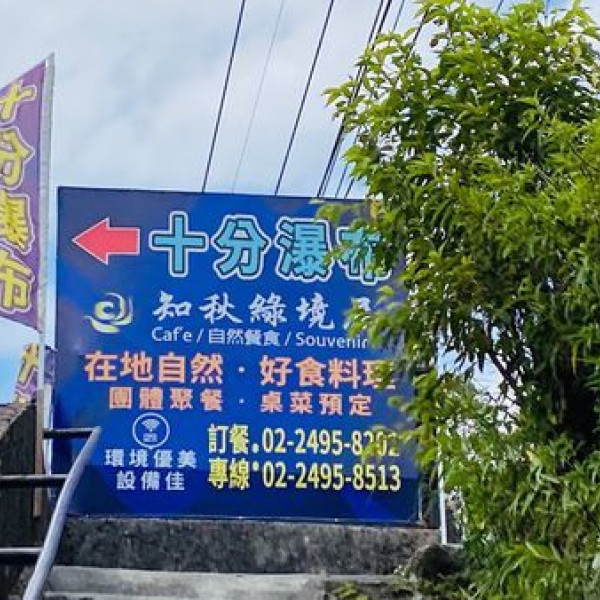 十分瀑布
十分瀑布
知秋綠境
Cafe / 自然餐食 / Souvenir
在地自然・好食料理
團體聚餐・桌菜預定
環境優美
設備佳
訂餐:02-2495-8202
專線:02-2495-8513